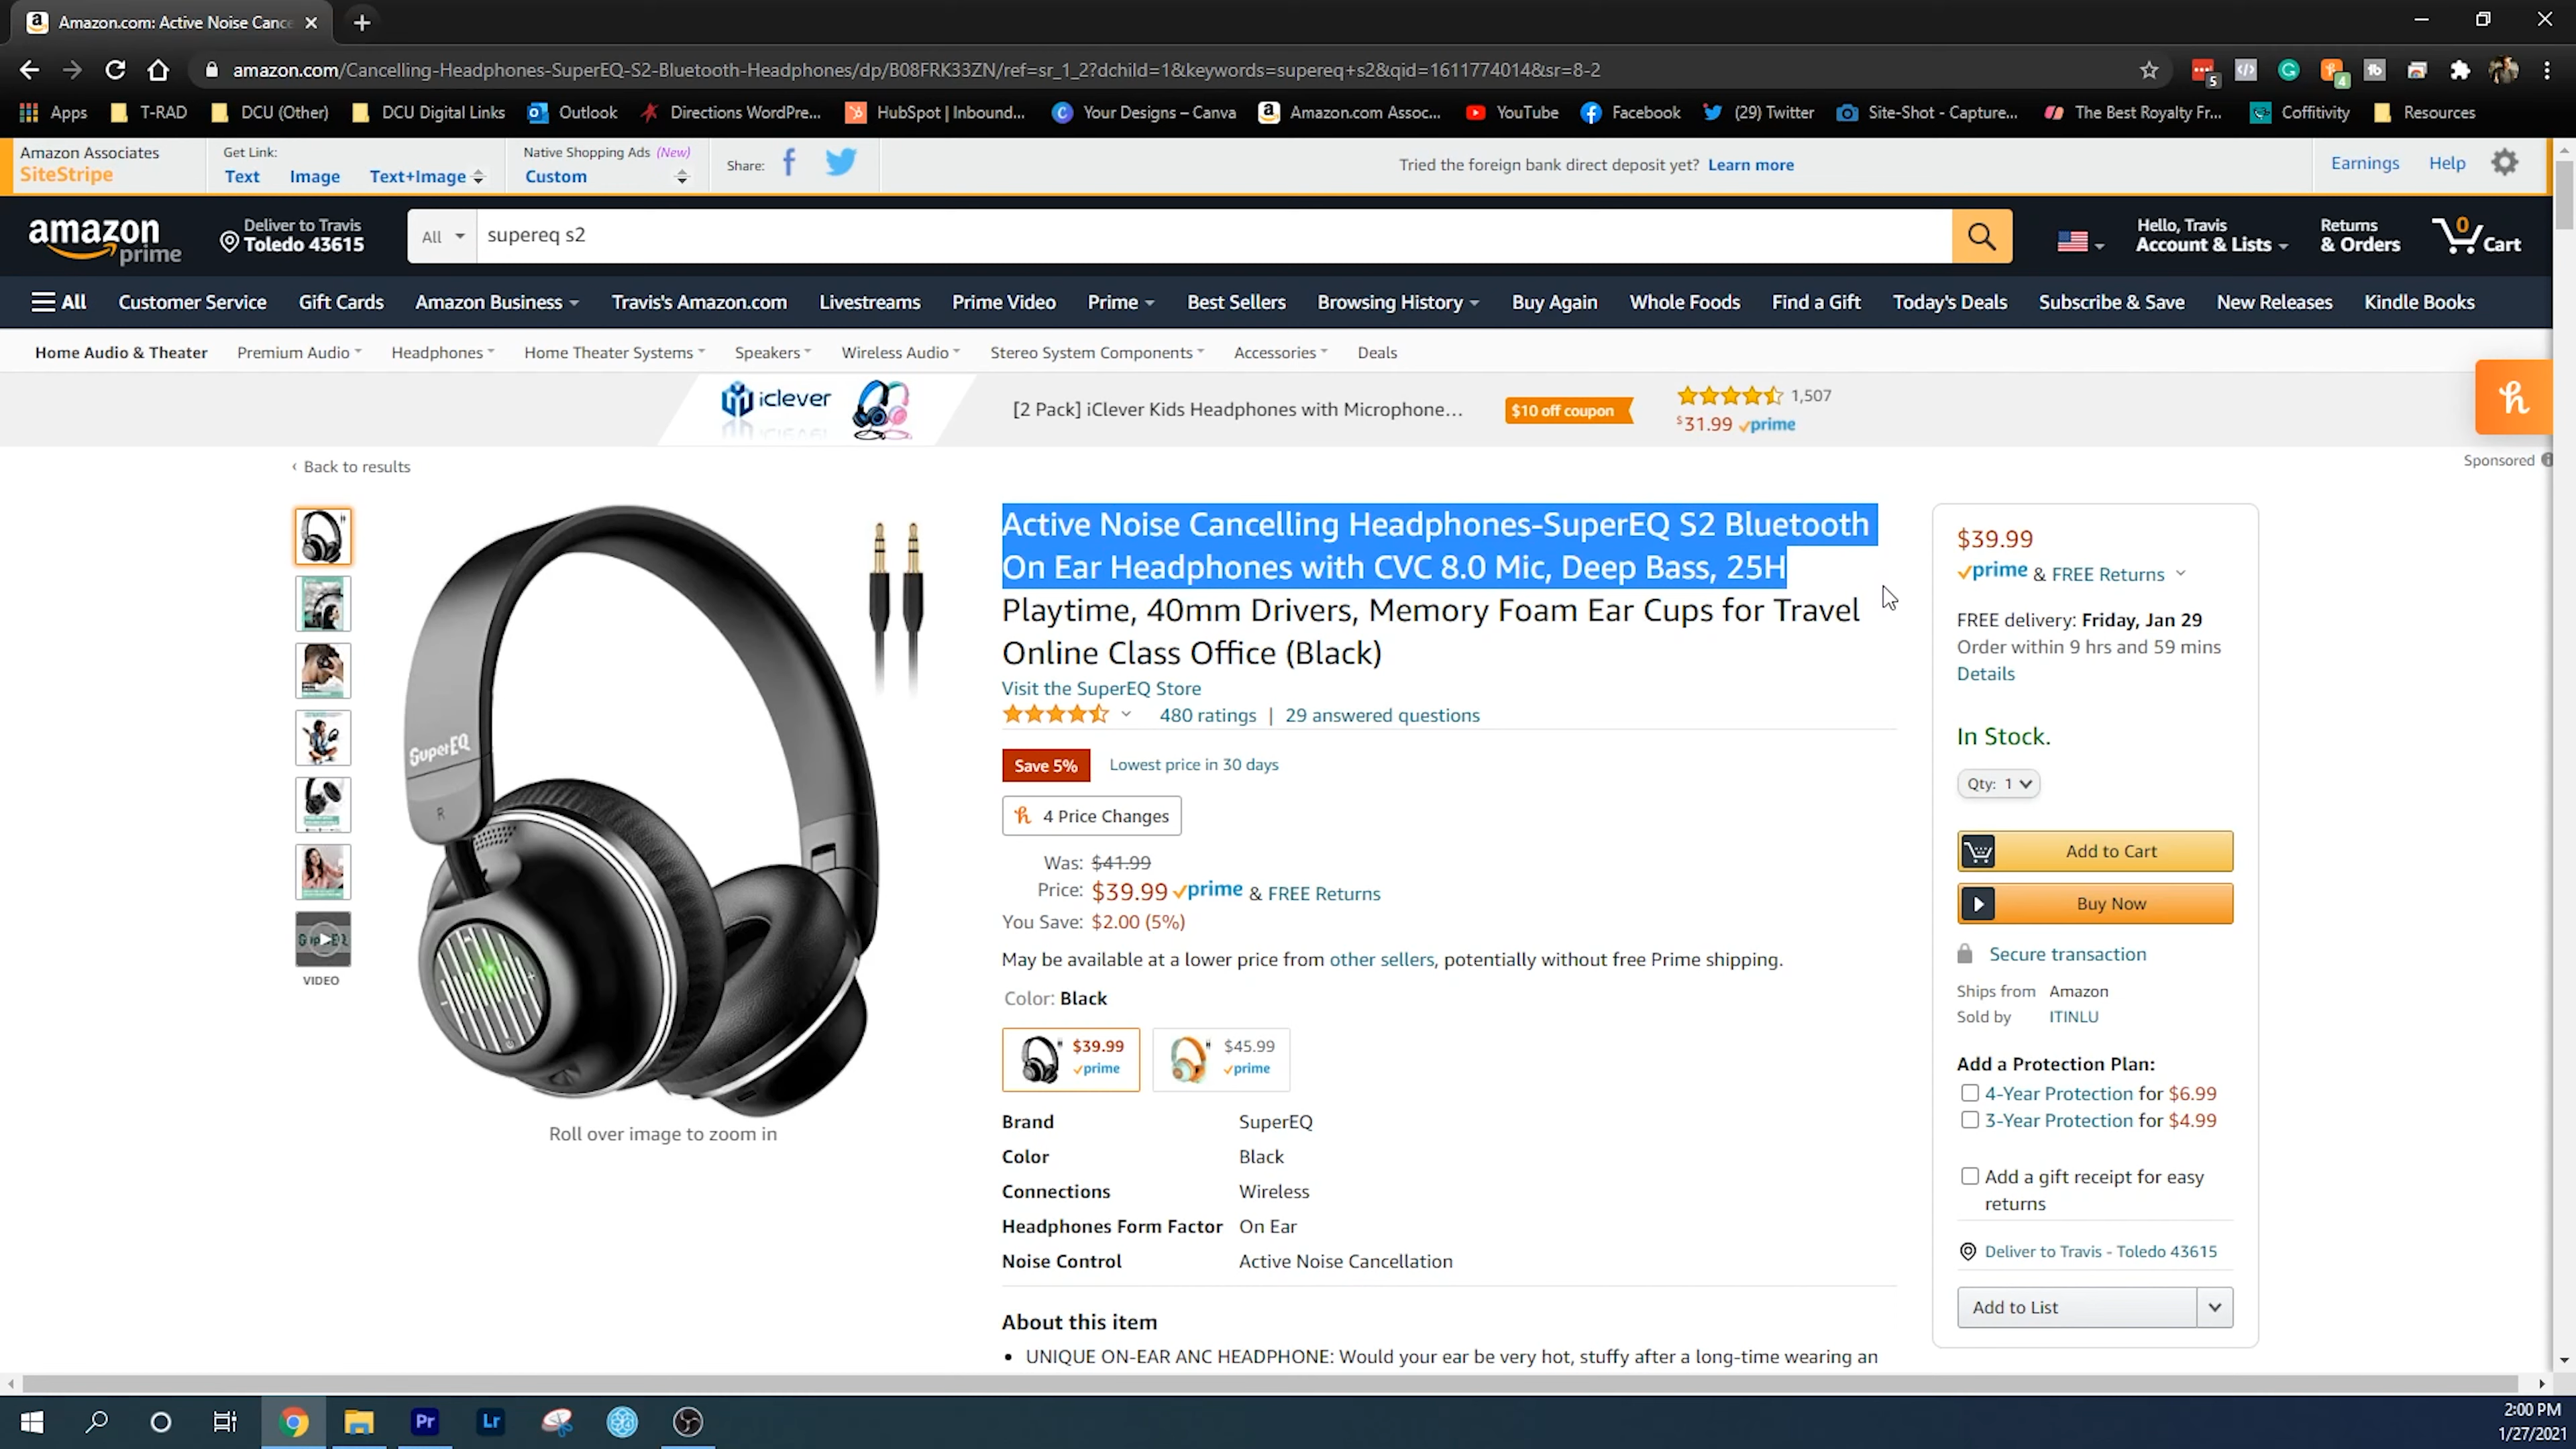 Amazon.com: Active Noise Cance
amazon.com/Cancelling-Headphones-SuperEQ-S2-Bluetooth-Headphones/dp/B08FRK33ZN/ref=sr_1_2?dchild=1&keywords=supereq+s2&qid=1611774014&sr=8-2
5
4
Apps T-RAD DCU (Other) DCU Digital Links Outlook Directions WordPre... HubSpot | Inbound... Your Designs – Canva Amazon.com Assoc... YouTube Facebook (29) Twitter Site-Shot - Capture... The Best Royalty Fr... Coffitivity Resources
Amazon Associates
SiteStripe
Get Link:
Text Image Text+Image
Native Shopping Ads (New)
Custom
Share:
Tried the foreign bank direct deposit yet? Learn more
Earnings Help
amazon
prime
Deliver to Travis
Toledo 43615
All
supereq s2
Hello, Travis
Account & Lists
Returns
& Orders
0
Cart
All Customer Service Gift Cards Amazon Business Travis's Amazon.com Livestreams Prime Video Prime Best Sellers Browsing History Buy Again Whole Foods Find a Gift Today's Deals Subscribe & Save New Releases Kindle Books
Home Audio & Theater Premium Audio Headphones Home Theater Systems Speakers Wireless Audio Stereo System Components Accessories Deals
iclever
[2 Pack] iClever Kids Headphones with Microphone...
$10 off coupon
1,507
$31.99 prime
Sponsored
‹ Back to results
SuperEQ
R
VIDEO
Roll over image to zoom in
Active Noise Cancelling Headphones-SuperEQ S2 Bluetooth
On Ear Headphones with CVC 8.0 Mic, Deep Bass, 25H
Playtime, 40mm Drivers, Memory Foam Ear Cups for Travel
Online Class Office (Black)
Visit the SuperEQ Store
480 ratings | 29 answered questions
Save 5% Lowest price in 30 days
4 Price Changes
Was: $41.99
Price: $39.99 prime & FREE Returns
You Save: $2.00 (5%)
May be available at a lower price from other sellers, potentially without free Prime shipping.
Color: Black
$39.99
prime
$45.99
prime
Brand SuperEQ
Color Black
Connections Wireless
Headphones Form Factor On Ear
Noise Control Active Noise Cancellation
About this item
• UNIQUE ON-EAR ANC HEADPHONE: Would your ear be very hot, stuffy after a long-time wearing an
$39.99
prime & FREE Returns
FREE delivery: Friday, Jan 29
Order within 9 hrs and 59 mins
Details
In Stock.
Qty: 1
Add to Cart
Buy Now
Secure transaction
Ships from Amazon
Sold by ITINLU
Add a Protection Plan:
4-Year Protection for $6.99
3-Year Protection for $4.99
Add a gift receipt for easy
returns
Deliver to Travis - Toledo 43615
Add to List
Pr
Lr
2:00 PM
1/27/2021